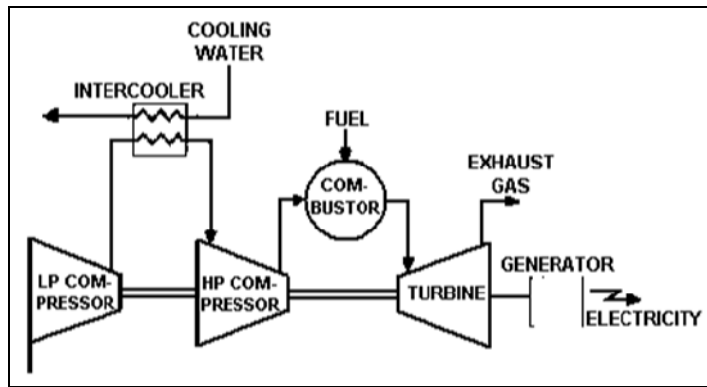 COOLING
WATER
INTERCOOLER
FUEL
EXHAUST
GAS
COM-
BUSTOR
LP COM-
PRESSOR
HP COM-
PRESSOR
TURBINE
GENERATOR
ELECTRICITY